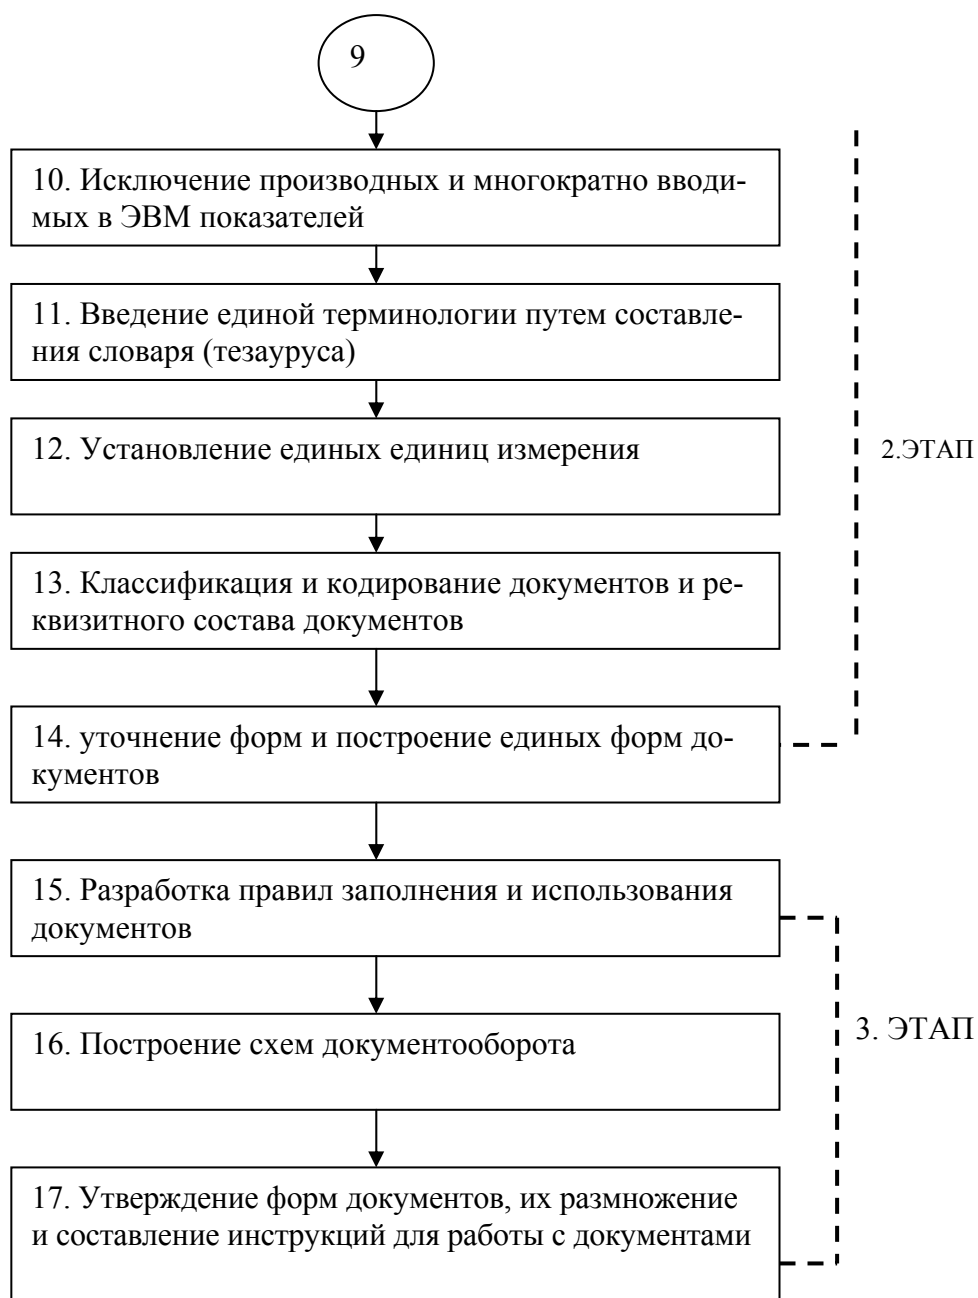 9
10. Исключение производных и многократно вводи-
мых в ЭВМ показателей
11. Введение единой терминологии путем составле-
ния словаря (тезауруса)
12. Установление единых единиц измерения
2.ЭТАП
13. Классификация и кодирование документов и ре-
квизитного состава документов
14. уточнение форм и построение единых форм до-
кументов
15. Разработка правил заполнения и использования
документов
16. Построение схем документооборота
3. ЭТАП
17. Утверждение форм документов, их размножение
и составление инструкций для работы с документами